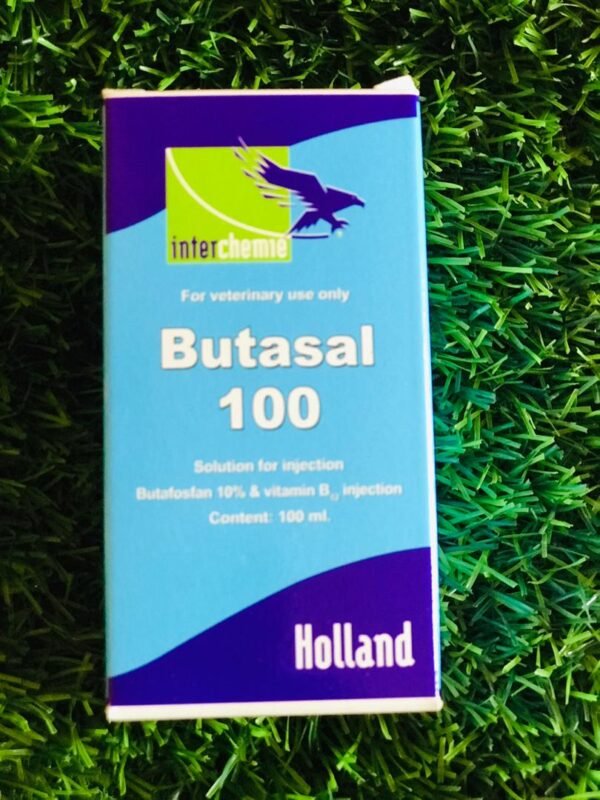 interchemie
For veterinary use only
Butasal
100
Solution for injection
Butafosfan 10% & vitamin B₁₂ injection
Content: 100 ml.
Holland